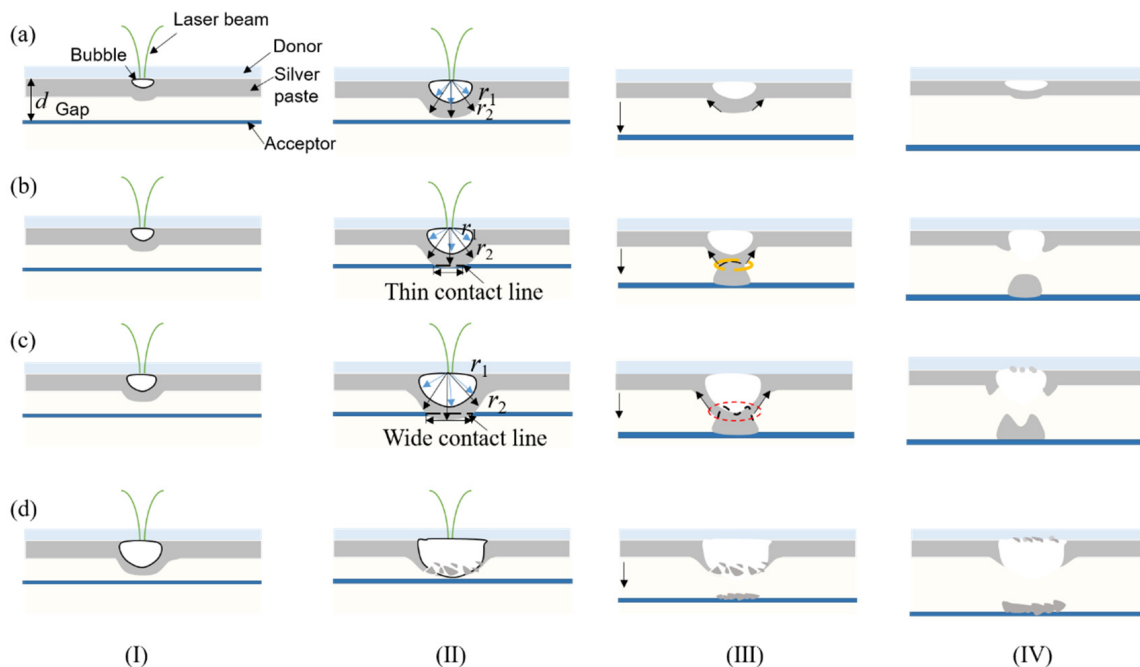 (a)
Laser beam
Bubble
Donor
Silver
paste
d
Gap
Acceptor
r1
r2
(b)
r1
r2
Thin contact line
(c)
r1
r2
Wide contact line
(d)
(I)
(II)
(III)
(IV)